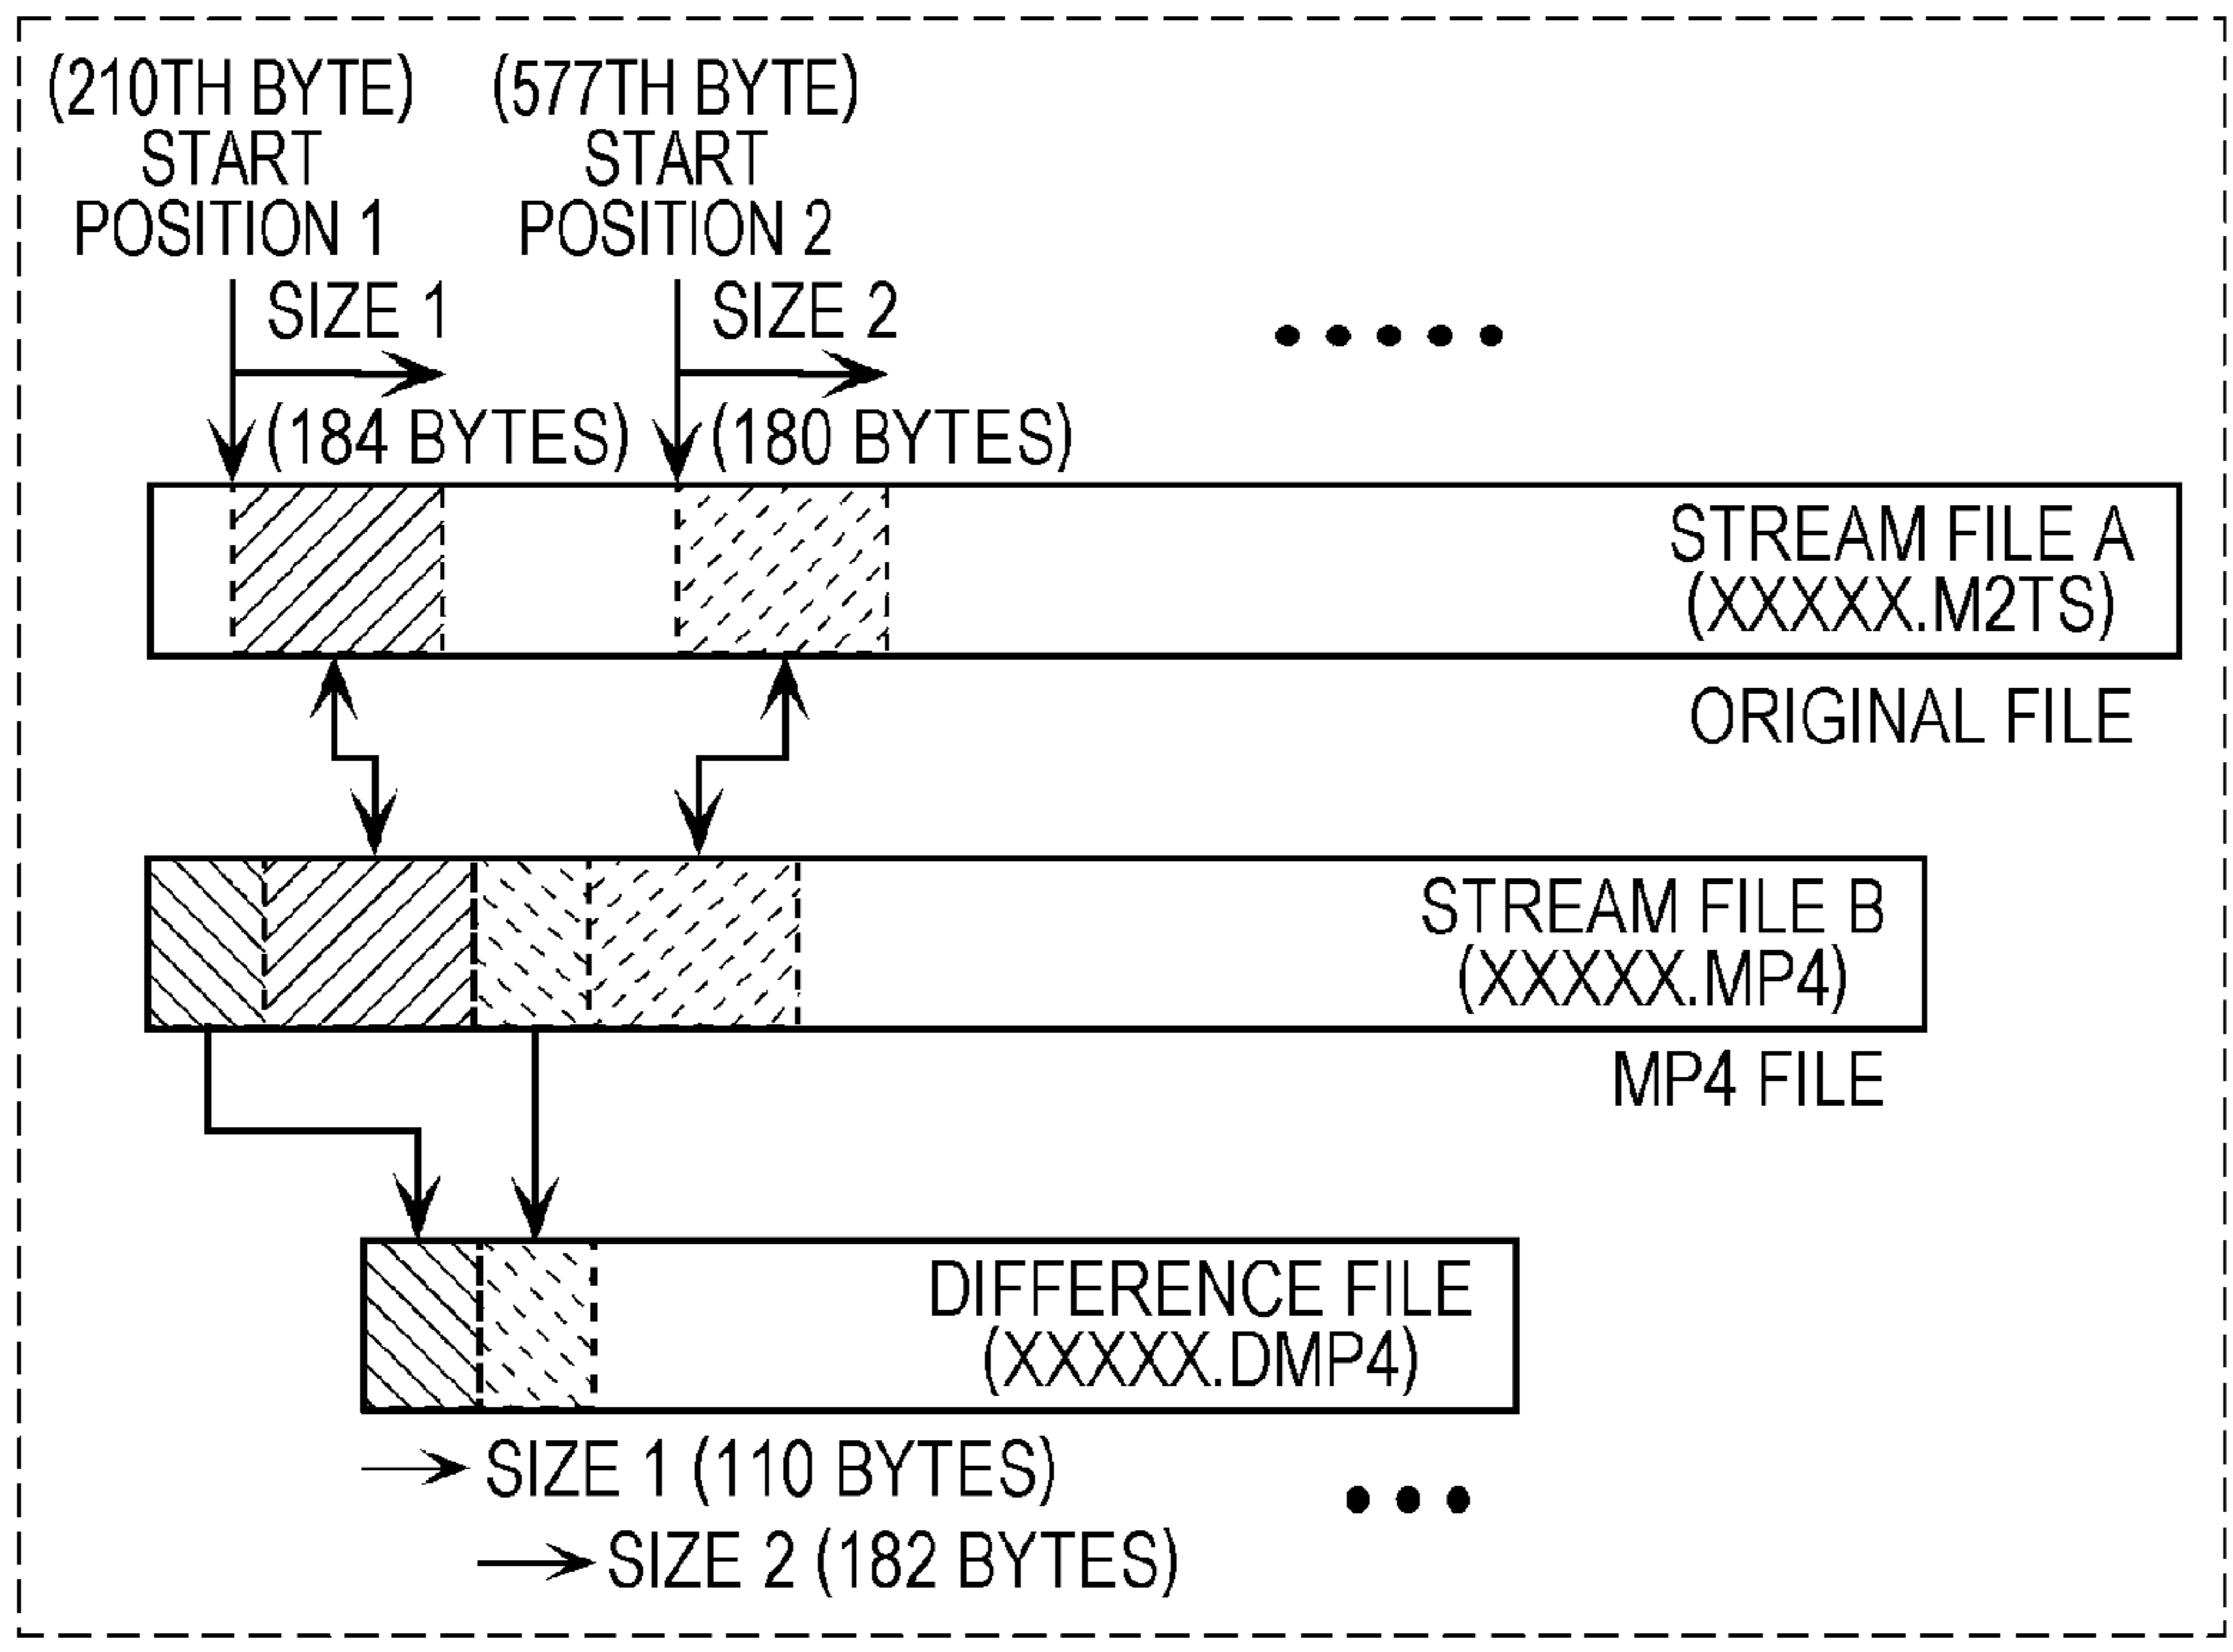 (210TH BYTE)
START
POSITION 1
(577TH BYTE)
START
POSITION 2
SIZE 1
(184 BYTES)
SIZE 2
(180 BYTES)
STREAM FILE A
(XXXXX.M2TS)
ORIGINAL FILE
STREAM FILE B
(XXXXX.MP4)
MP4 FILE
DIFFERENCE FILE
(XXXXX.DMP4)
SIZE 1 (110 BYTES)
SIZE 2 (182 BYTES)